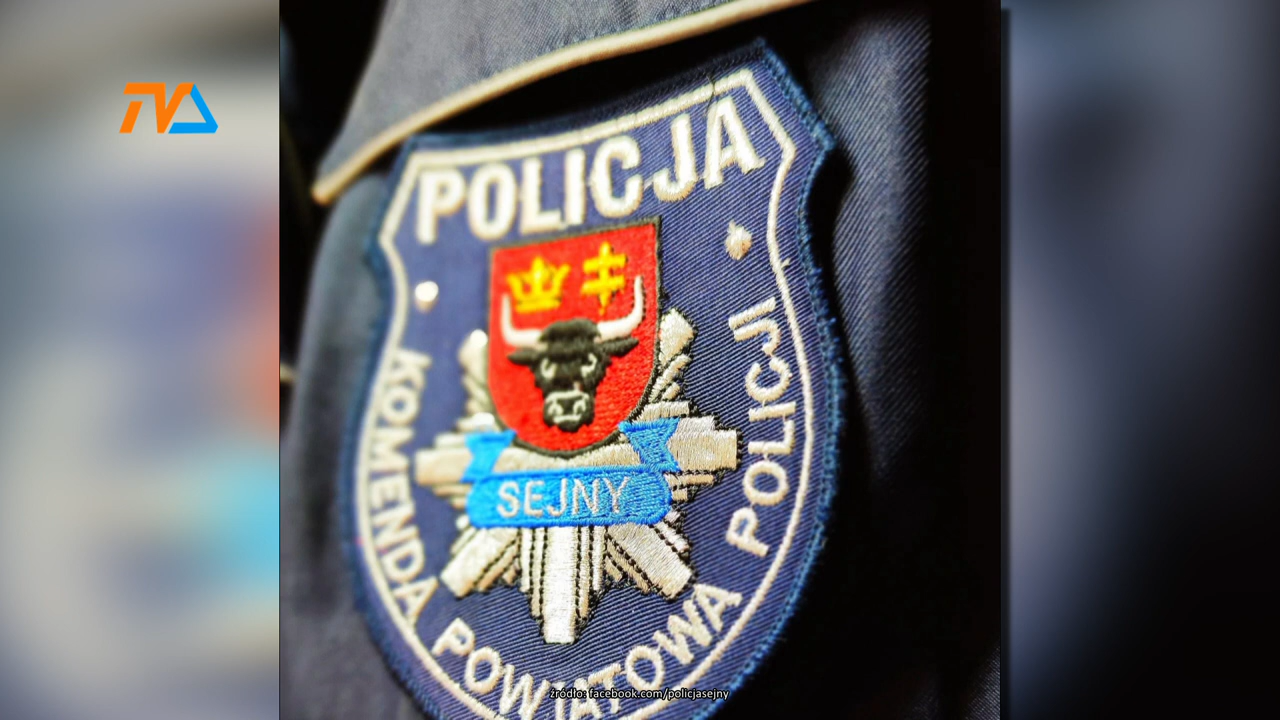 TVA
POLICJA
SEJNY
KOMENDA POWIATOWA POLICJI
źródło: facebook.com/policjasejny